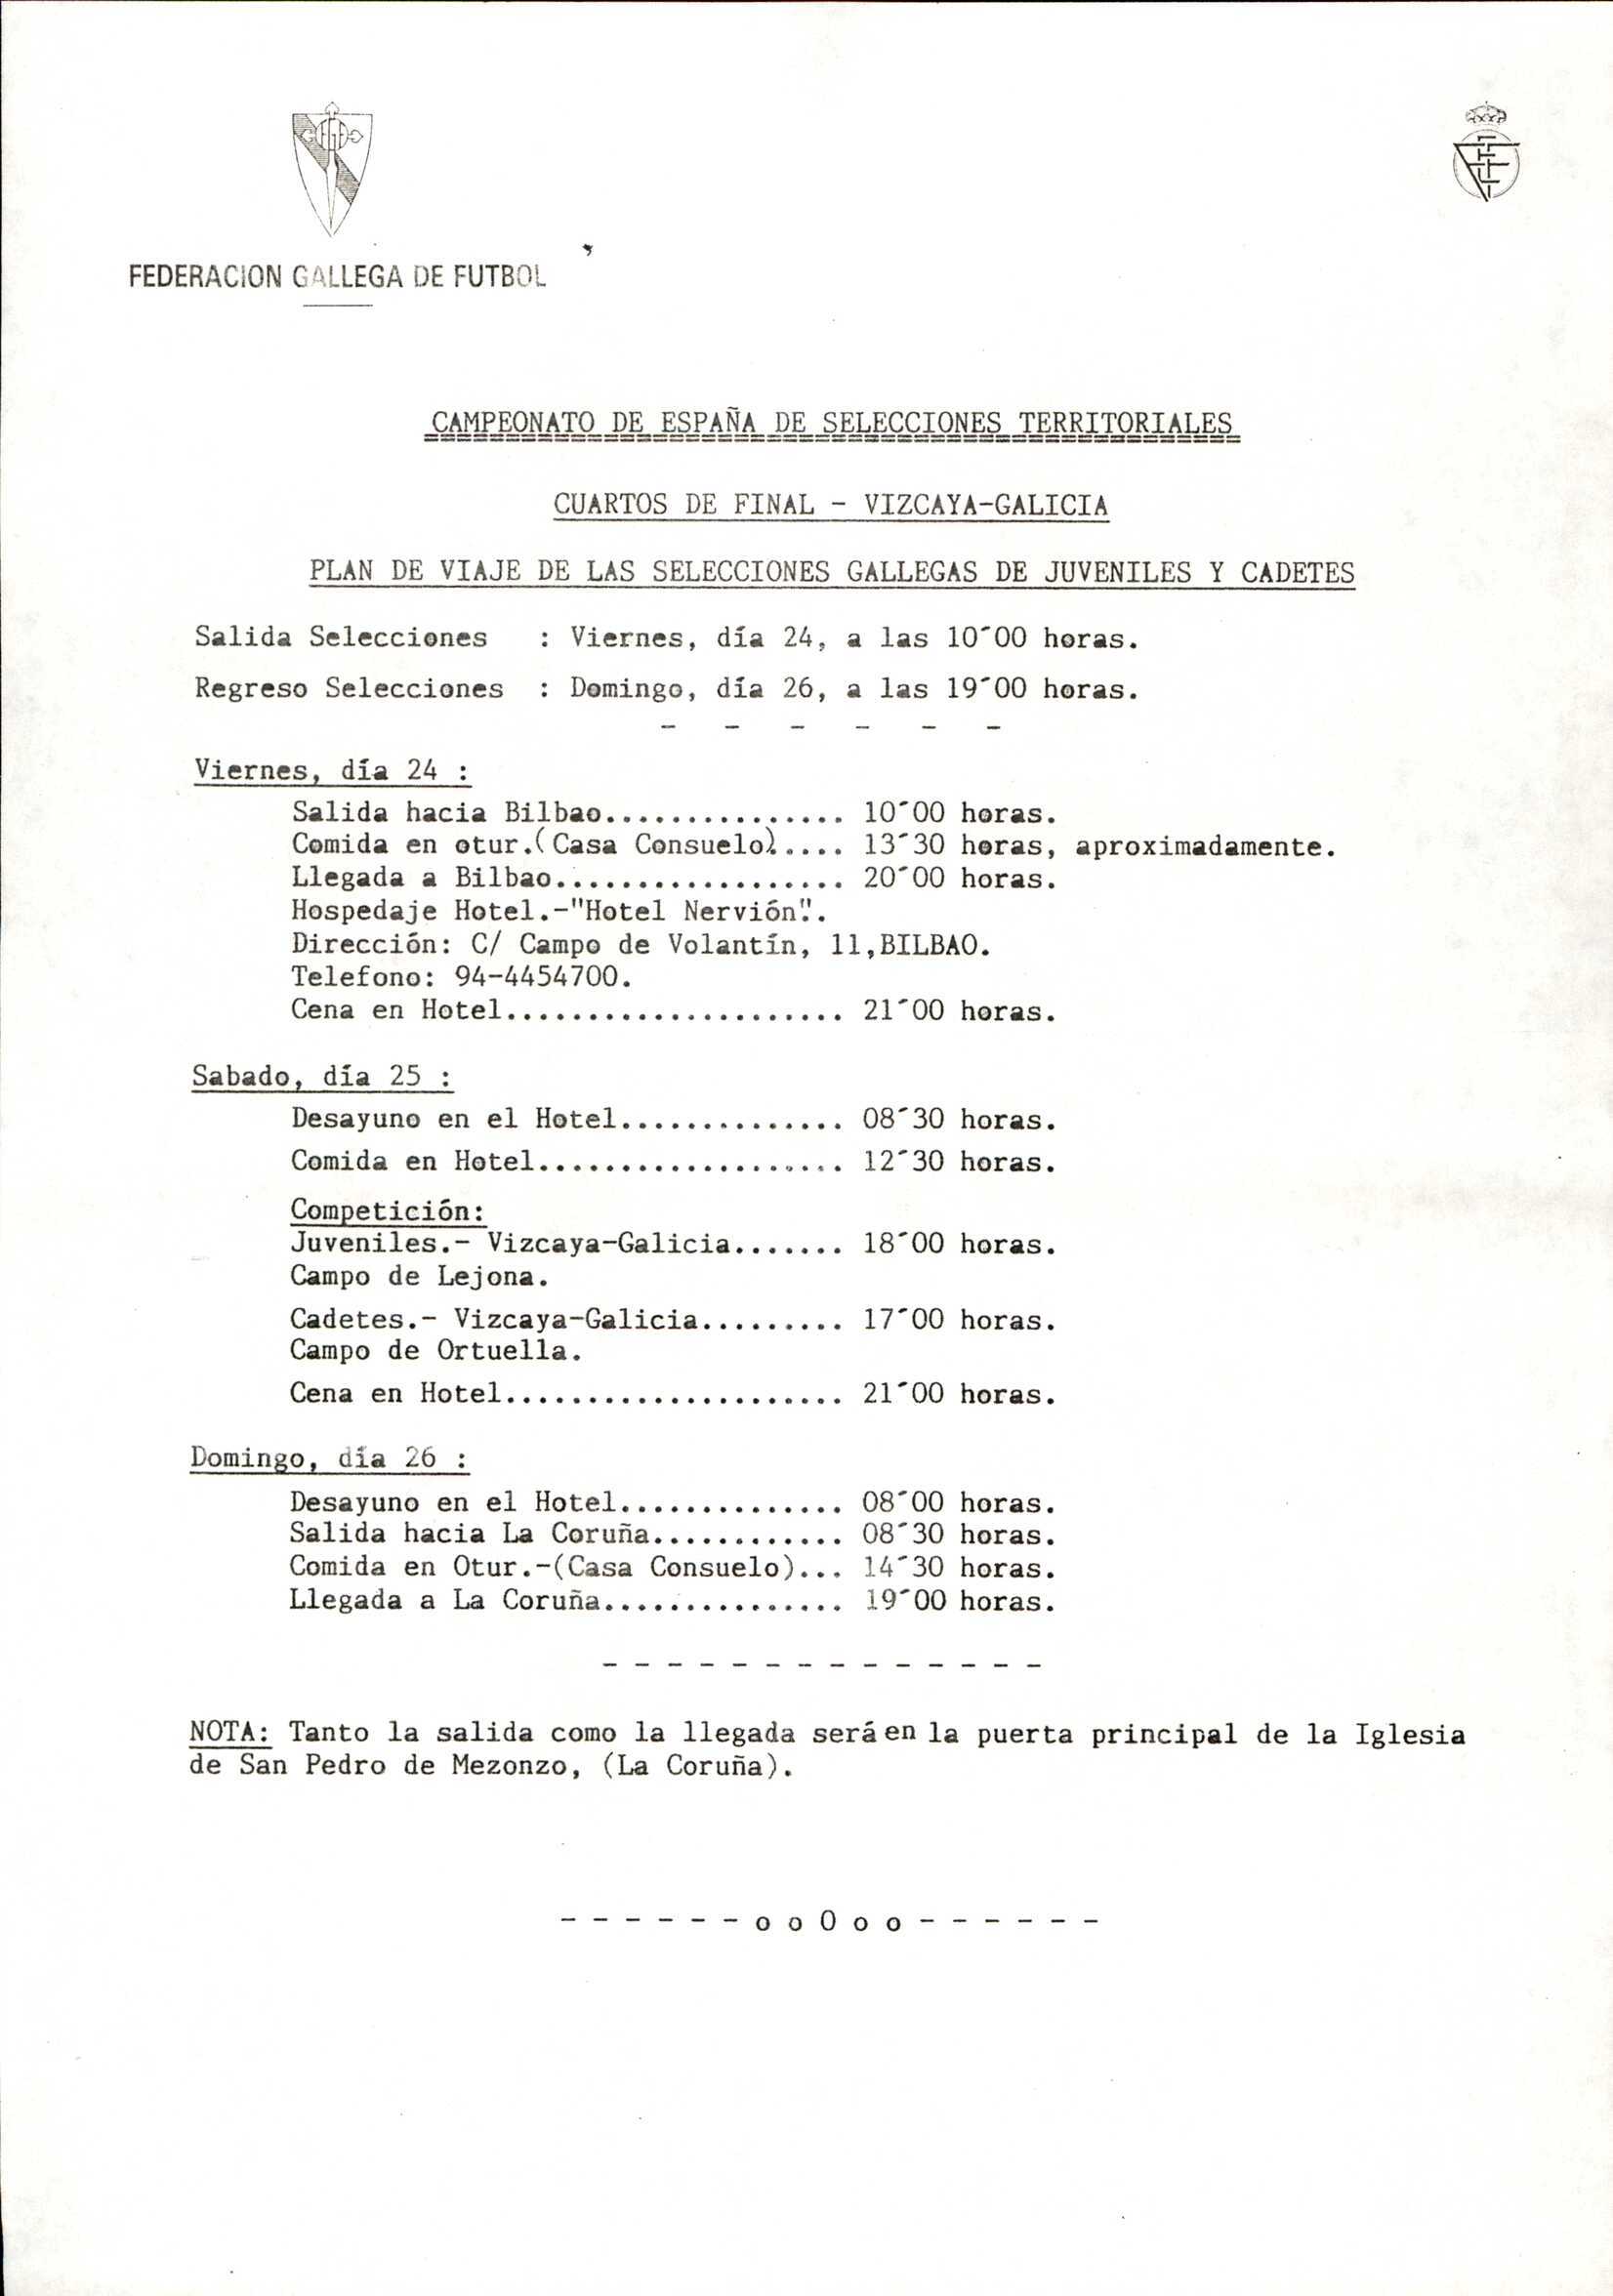 FEDERACION GALLEGA DE FUTBOL
CAMPEONATO DE ESPAÑA DE SELECCIONES TERRITORIALES
CUARTOS DE FINAL - VIZCAYA-GALICIA
PLAN DE VIAJE DE LAS SELECCIONES GALLEGAS DE JUVENILES Y CADETES
Salida Selecciones : Viernes, día 24, a las 10´00 horas.
Regreso Selecciones : Domingo, día 26, a las 19´00 horas.
- - - - - -
Viernes, día 24 :
Salida hacia Bilbao............... 10´00 horas.
Comida en otur.(Casa Consuelo).... 13´30 horas, aproximadamente.
Llegada a Bilbao.................. 20´00 horas.
Hospedaje Hotel.-"Hotel Nervión".
Dirección: C/ Campo de Volantín, 11,BILBAO.
Telefono: 94-4454700.
Cena en Hotel..................... 21´00 horas.
Sabado, día 25 :
Desayuno en el Hotel.............. 08´30 horas.
Comida en Hotel................... 12´30 horas.
Competición:
Juveniles.- Vizcaya-Galicia....... 18´00 horas.
Campo de Lejona.
Cadetes.- Vizcaya-Galicia......... 17´00 horas.
Campo de Ortuella.
Cena en Hotel..................... 21´00 horas.
Domingo, día 26 :
Desayuno en el Hotel.............. 08´00 horas.
Salida hacia La Coruña............ 08´30 horas.
Comida en Otur.-(Casa Consuelo)... 14´30 horas.
Llegada a La Coruña............... 19´00 horas.
- - - - - - - - - - - - - -
NOTA: Tanto la salida como la llegada será en la puerta principal de la Iglesia
de San Pedro de Mezonzo, (La Coruña).
- - - - - - o o O o o - - - - - -